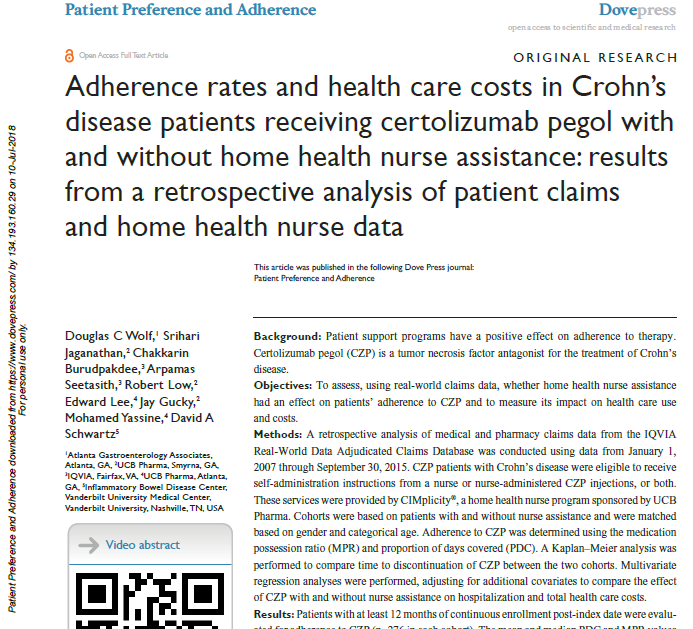 Patient Preference and Adherence
Dovepress
open access to scientific and medical research
Open Access Full Text Article
ORIGINAL RESEARCH
Adherence rates and health care costs in Crohn’s
disease patients receiving certolizumab pegol with
and without home health nurse assistance: results
from a retrospective analysis of patient claims
and home health nurse data
This article was published in the following Dove Press journal:
Patient Preference and Adherence
Patient Preference and Adherence downloaded from https://www.dovepress.com/ by 134.193.160.29 on 10-Jul-2018
For personal use only.
Douglas C Wolf,¹ Srihari
Jaganathan,² Chakkarin
Burudpakdee,³ Arpamas
Seetasith,³ Robert Low,²
Edward Lee,⁴ Jay Gucky,²
Mohamed Yassine,⁴ David A
Schwartz⁵
¹Atlanta Gastroenterology Associates,
Atlanta, GA, ²UCB Pharma, Smyrna, GA,
³IQVIA, Fairfax, VA, ⁴UCB Pharma, Atlanta,
GA, ⁵Inflammatory Bowel Disease Center,
Vanderbilt University Medical Center,
Vanderbilt University, Nashville, TN, USA
Video abstract
Background: Patient support programs have a positive effect on adherence to therapy.
Certolizumab pegol (CZP) is a tumor necrosis factor antagonist for the treatment of Crohn’s
disease.
Objectives: To assess, using real-world claims data, whether home health nurse assistance
had an effect on patients’ adherence to CZP and to measure its impact on health care use
and costs.
Methods: A retrospective analysis of medical and pharmacy claims data from the IQVIA
Real-World Data Adjudicated Claims Database was conducted using data from January 1,
2007 through September 30, 2015. CZP patients with Crohn’s disease were eligible to receive
self-administration instructions from a nurse or nurse-administered CZP injections, or both.
These services were provided by CIMplicity®, a home health nurse program sponsored by UCB
Pharma. Cohorts were based on patients with and without nurse assistance and were matched
based on gender and categorical age. Adherence to CZP was determined using the medication
possession ratio (MPR) and proportion of days covered (PDC). A Kaplan–Meier analysis was
performed to compare time to discontinuation of CZP between the two cohorts. Multivariate
regression analyses were performed, adjusting for additional covariates to compare the effect
of CZP with and without nurse assistance on hospitalization and total health care costs.
Results: Patients with at least 12 months of continuous enrollment post-index date were evalu-